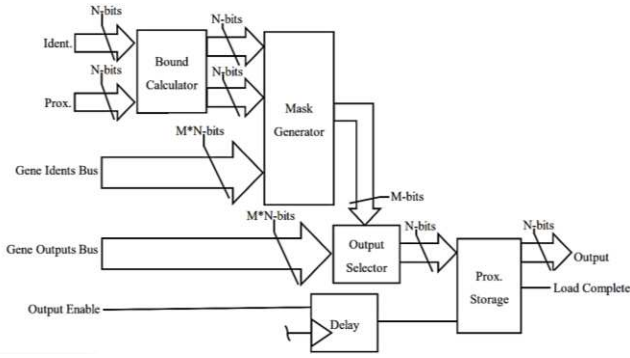 N-bits
Ident.
N-bits
Bound
Calculator
N-bits
Prox.
N-bits
Mask
Generator
M*N-bits
Gene Idents Bus
M-bits
M*N-bits
N-bits
N-bits
Gene Outputs Bus
Output
Selector
Output
Prox.
Storage
Load Complete
Output Enable
Delay